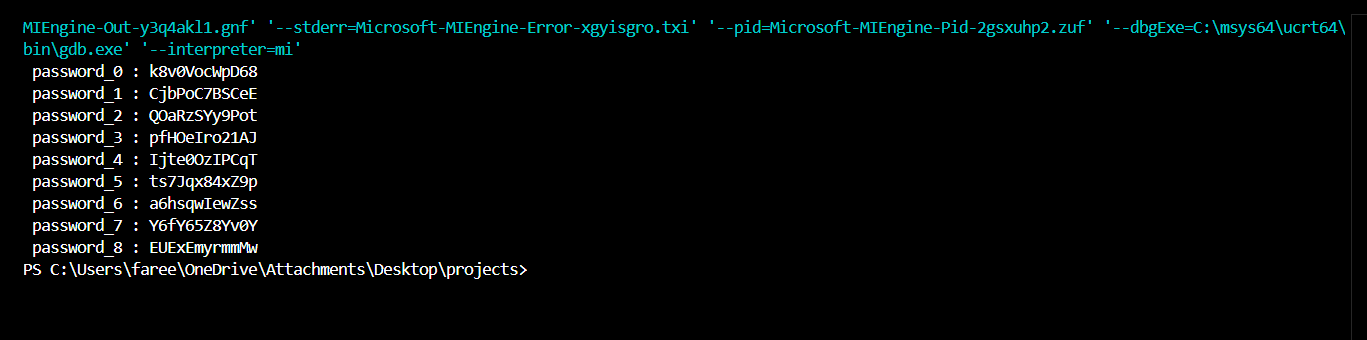 MIEngine-Out-y3q4akl1.gnf' '--stderr=Microsoft-MIEngine-Error-xgyisgro.txi' '--pid=Microsoft-MIEngine-Pid-2gsxuhp2.zuf' '--dbgExe=C:\msys64\ucrt64\
bin\gdb.exe' '--interpreter=mi'
password_0 : k8v0VocWpD68
password_1 : CjbPoC7BSCeE
password_2 : QOaRzSYy9Pot
password_3 : pfHOeIro21AJ
password_4 : Ijte0OzIPCqT
password_5 : ts7Jqx84xZ9p
password_6 : a6hsqwIewZss
password_7 : Y6fY65Z8Yv0Y
password_8 : EUExEmyrmmMw
PS C:\Users\faree\OneDrive\Attachments\Desktop\projects>